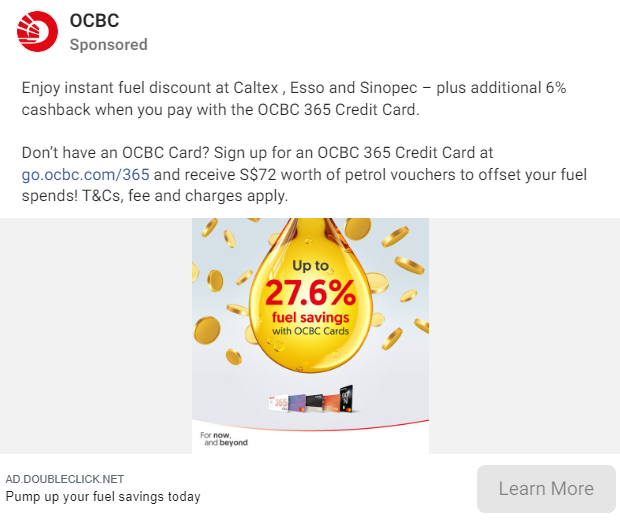 OCBC
Sponsored
Enjoy instant fuel discount at Caltex , Esso and Sinopec – plus additional 6%
cashback when you pay with the OCBC 365 Credit Card.
Don't have an OCBC Card? Sign up for an OCBC 365 Credit Card at
go.ocbc.com/365 and receive S$72 worth of petrol vouchers to offset your fuel
spends! T&Cs, fee and charges apply.
Up to
27.6%
fuel savings
with OCBC Cards
365
For now,
and beyond
AD.DOUBLECLICK.NET
Pump up your fuel savings today
Learn More